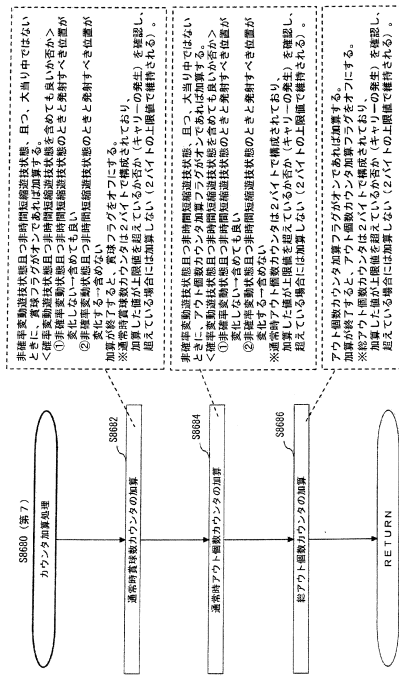 S8680（第７）
カウンタ加算処理
S8682
通常時賞球数カウンタの加算
非確率変動遊技状態且つ非時間短縮遊技状態、且つ、大当り中ではない
ときに、賞球フラグがオンであれば加算する。
＜確率変動状態且つ非時間短縮遊技状態を含めても良いか否か＞
①非確率変動状態且つ非時間短縮遊技状態のときと発射すべき位置が
変化しない→含めても良い
②非確率変動状態且つ非時間短縮遊技状態のときと発射すべき位置が
変化する→含めない
加算が終了すると、賞球フラグをオフにする。
※通常時賞球数カウンタは２バイトで構成されており、
加算した値が上限値を超えているか否か（キャリーの発生）を確認し、
超えている場合には加算しない（２バイトの上限値で維持される）。
S8684
通常時アウト個数カウンタの加算
非確率変動遊技状態且つ非時間短縮遊技状態、且つ、大当り中ではない
ときに、アウト個数カウンタ加算フラグがオンであれば加算する。
＜確率変動状態且つ非時間短縮遊技状態を含めても良いか否か＞
①非確率変動状態且つ非時間短縮遊技状態のときと発射すべき位置が
変化しない→含めても良い
②非確率変動状態且つ非時間短縮遊技状態のときと発射すべき位置が
変化する→含めない
※通常時アウト個数カウンタは２バイトで構成されており、
加算した値が上限値を超えているか否か（キャリーの発生）を確認し、
超えている場合には加算しない（２バイトの上限値で維持される）。
S8686
総アウト個数カウンタの加算
アウト個数カウンタ加算フラグがオンであれば加算する。
加算が終了すると、アウト個数カウンタ加算フラグをオフにする。
※総アウト個数カウンタは２バイトで構成されており、
加算した値が上限値を超えているか否か（キャリーの発生）を確認し、
超えている場合には加算しない（２バイトの上限値で維持される）。
ＲＥＴＵＲＮ